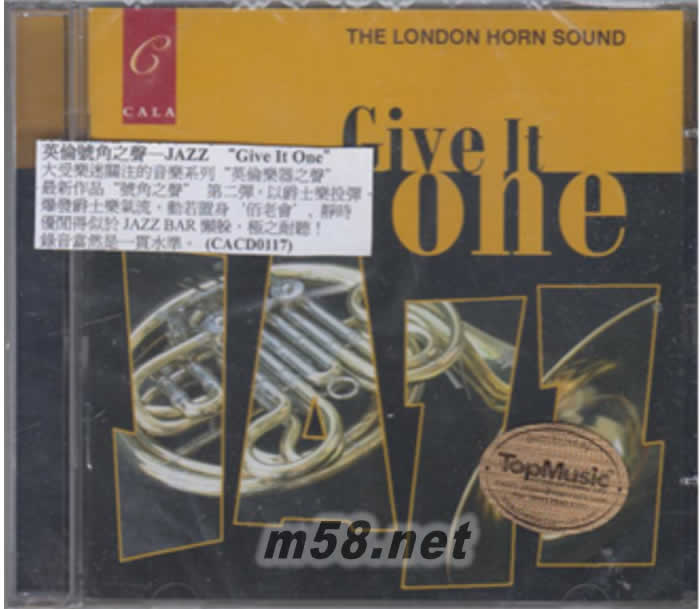 THE LONDON HORN SOUND
CALA
Give It
one
英倫號角之聲—JAZZ “Give It One”
大受樂迷關注的音樂系列“英倫樂器之聲”
最新作品“號角之聲” 第二彈，以爵士樂投彈，
爆發爵士樂氣流，動若置身“佰老會”、靜時
優閒得似於 JAZZ BAR 懶躲，極之耐聽！
錄音當然是一貫水準。(CACD0117)
JAZZ
TopMusic
m58.net